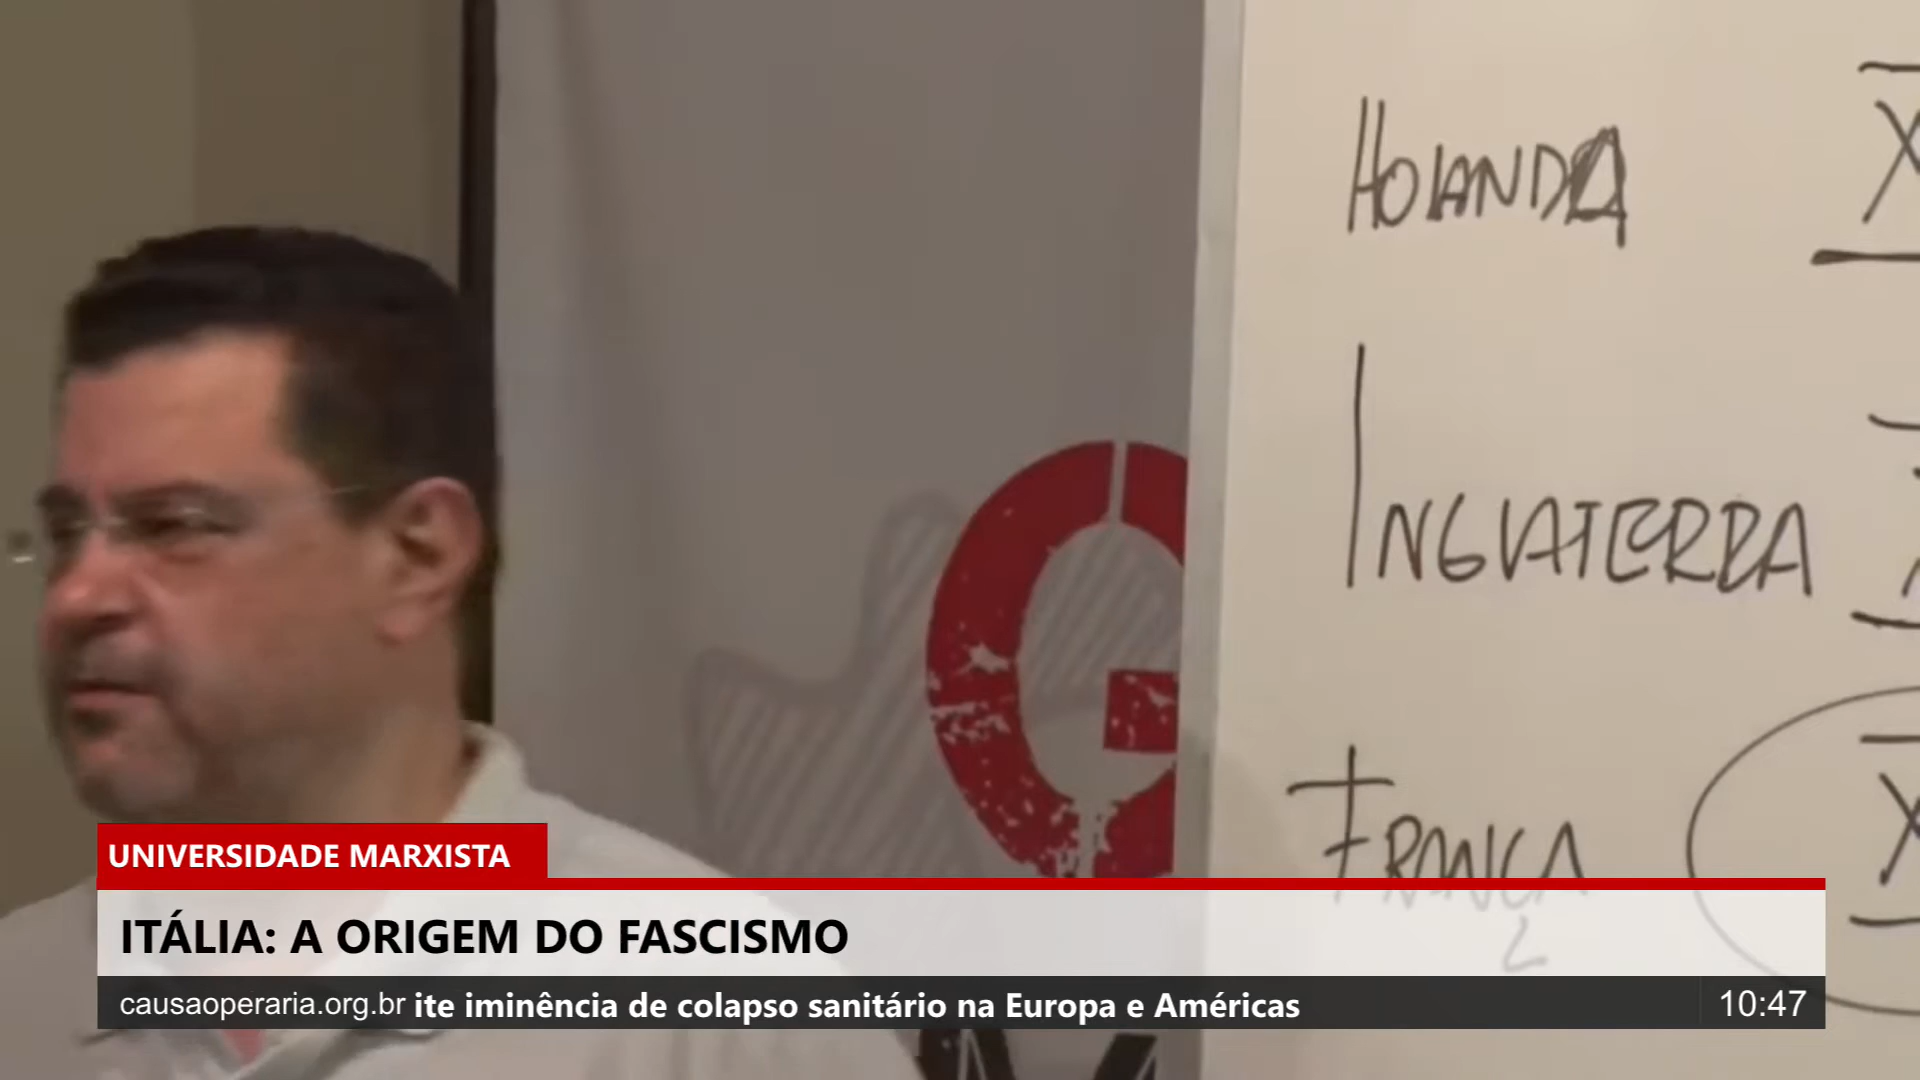 HOLANDA
X
INGLATERRA
FRANÇA
X
G
UNIVERSIDADE MARXISTA
ITÁLIA: A ORIGEM DO FASCISMO
causaoperaria.org.br ite iminência de colapso sanitário na Europa e Américas 10:47